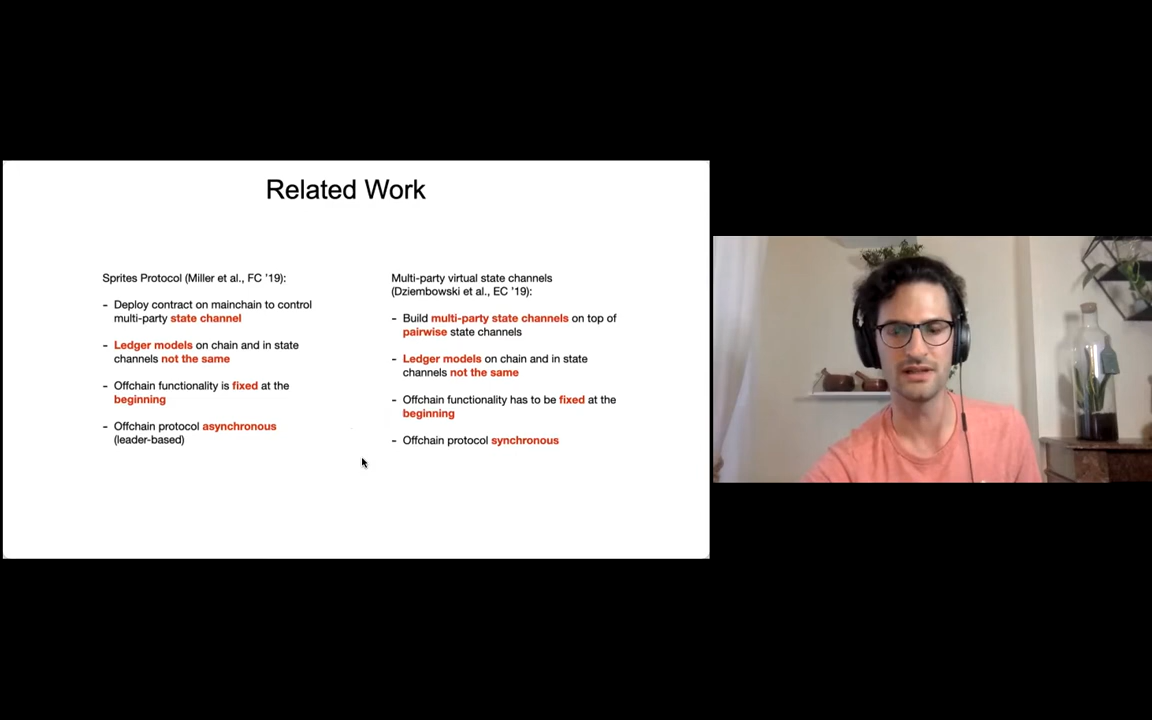 Related Work
Sprites Protocol (Miller et al., FC '19):
- Deploy contract on mainchain to control
multi-party state channel
- Ledger models on chain and in state
channels not the same
- Offchain functionality is fixed at the
beginning
- Offchain protocol asynchronous
(leader-based)
Multi-party virtual state channels
(Dziembowski et al., EC '19):
- Build multi-party state channels on top of
pairwise state channels
- Ledger models on chain and in state
channels not the same
- Offchain functionality has to be fixed at the
beginning
- Offchain protocol synchronous